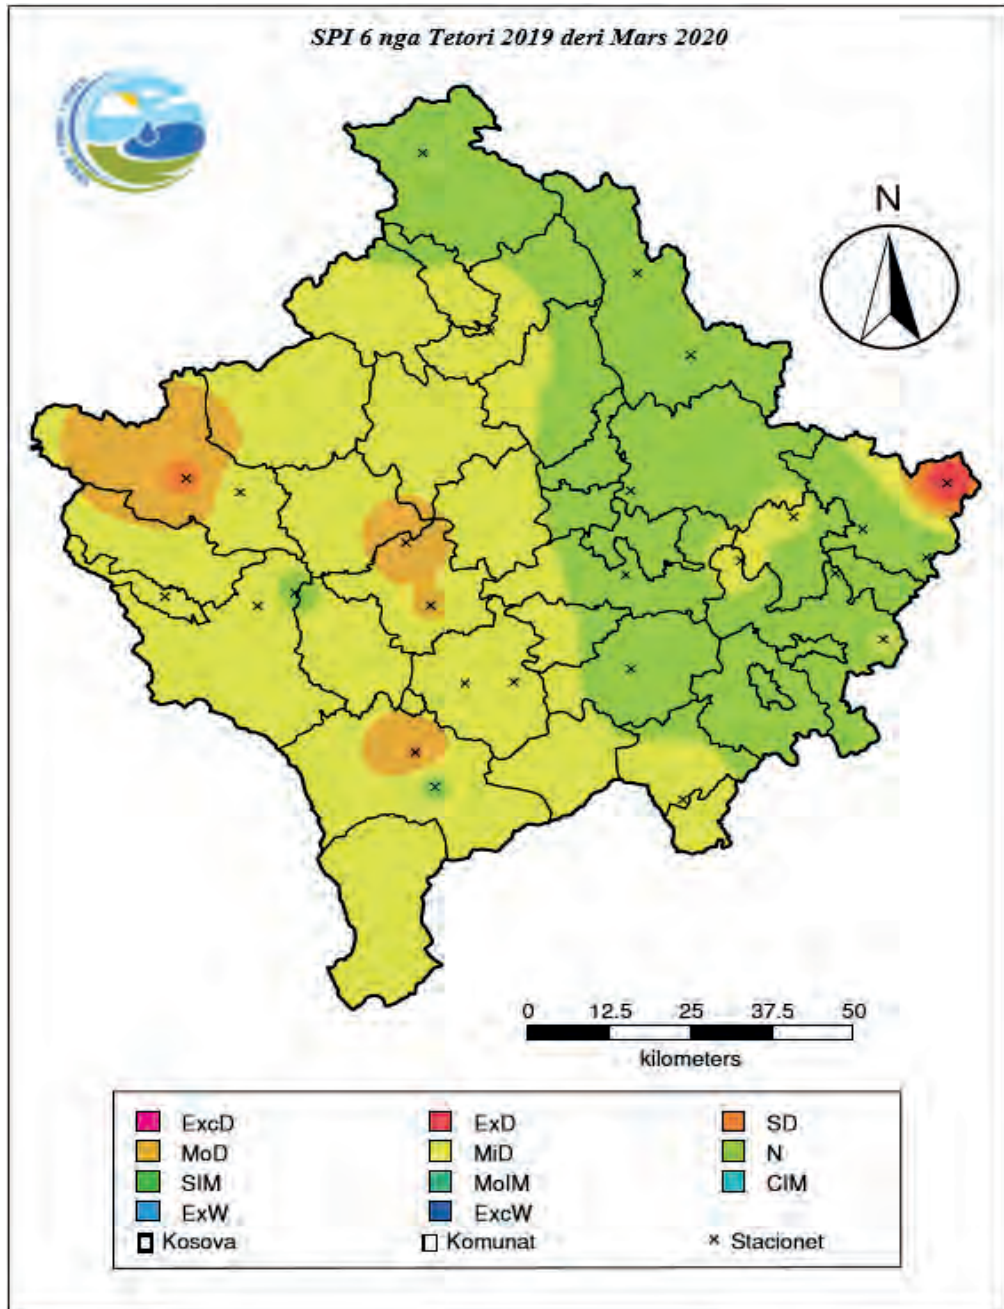 SPI 6 nga Tetori 2019 deri Mars 2020
N
0 12.5 25 37.5 50
kilometers
ExcD ExD SD
MoD MiD N
SIM MoIM CIM
ExW ExcW
Kosova Komunat × Stacionet